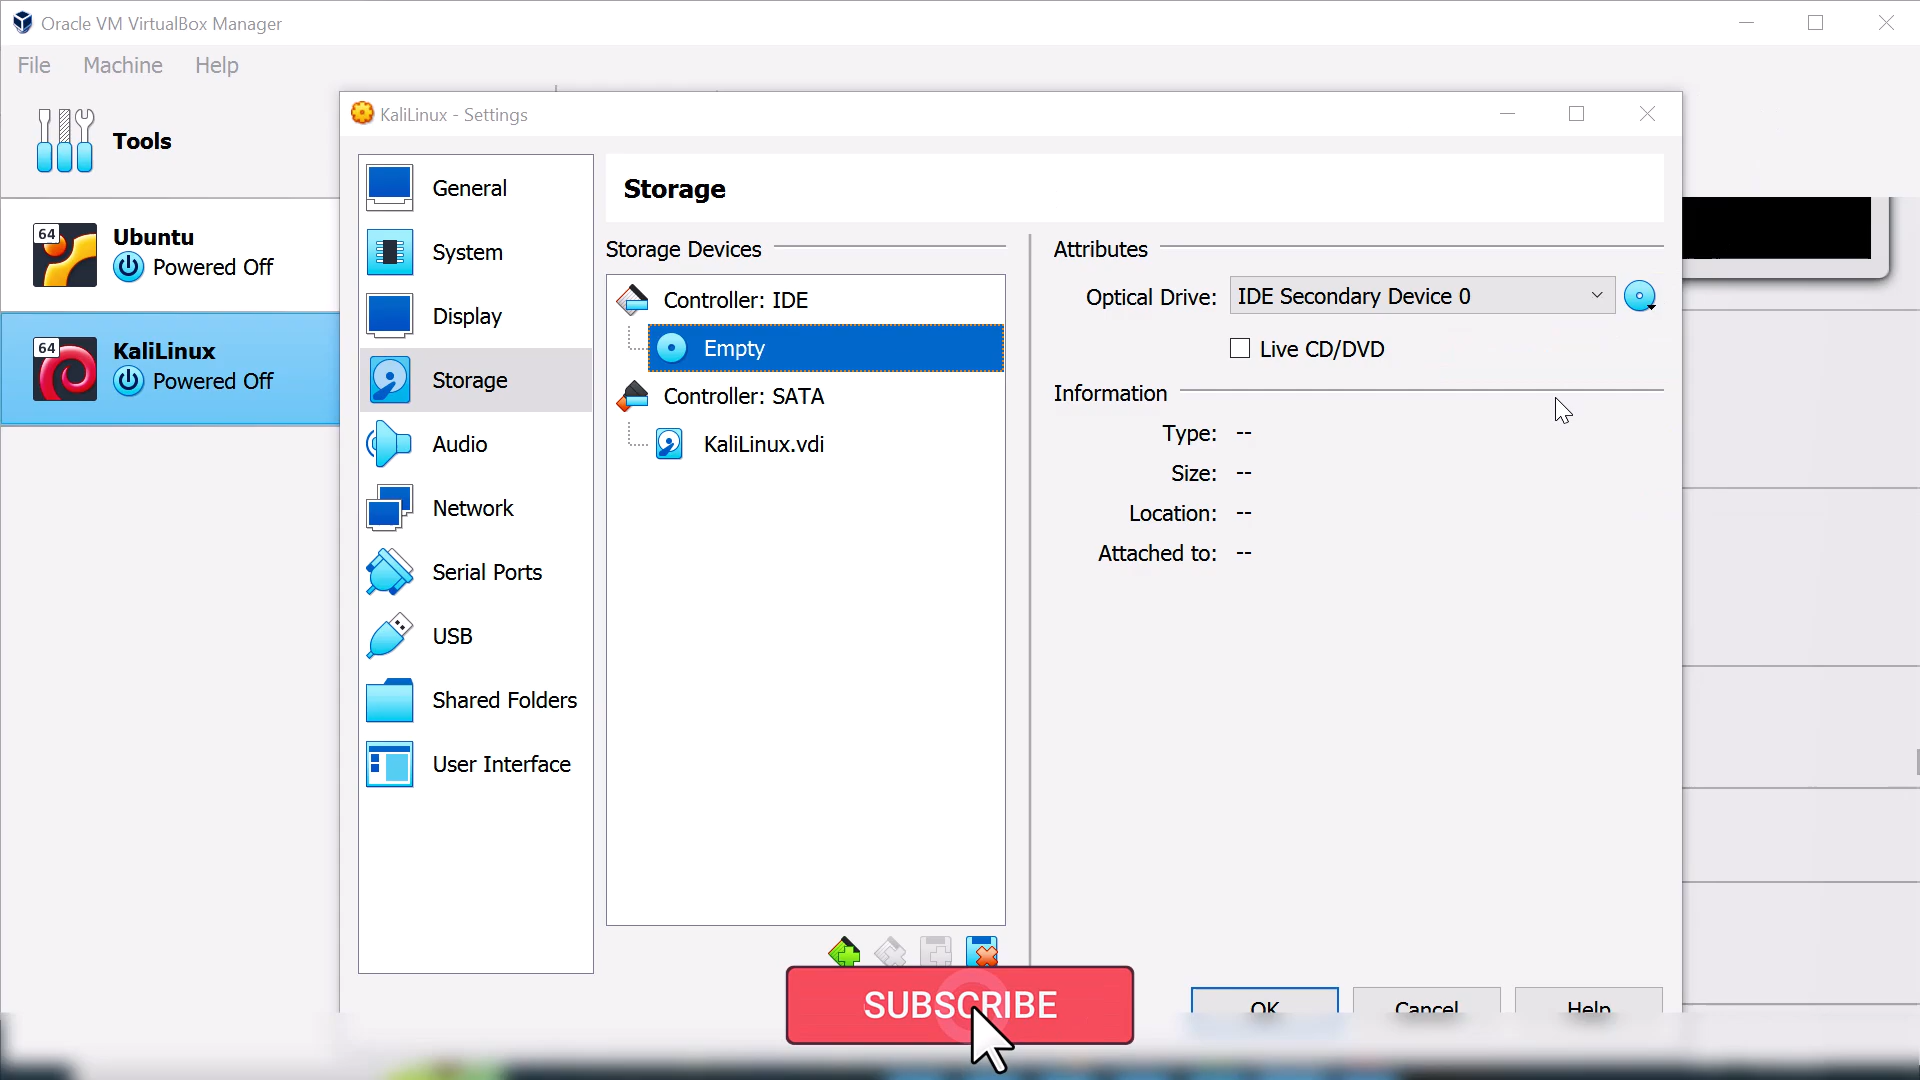 Oracle VM VirtualBox Manager
File Machine Help
Tools
64
Ubuntu
Powered Off
64
KaliLinux
Powered Off
KaliLinux - Settings
General
System
Display
Storage
Audio
Network
Serial Ports
USB
Shared Folders
User Interface
Storage
Storage Devices
Controller: IDE
Empty
Controller: SATA
KaliLinux.vdi
Attributes
Optical Drive: IDE Secondary Device 0
Live CD/DVD
Information
Type: --
Size: --
Location: --
Attached to: --
OK Cancel Help
SUBSCRIBE